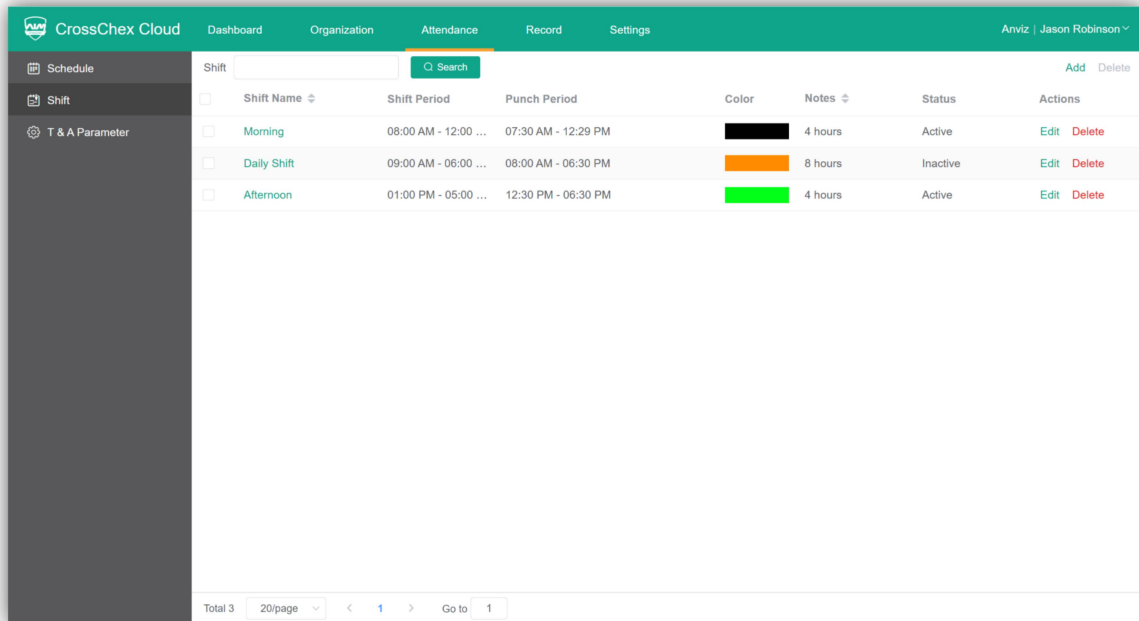 CrossChex Cloud Dashboard Organization Attendance Record Settings Anviz | Jason Robinson
Schedule
Shift
T & A Parameter
Shift Search Add Delete
Shift Name Shift Period Punch Period Color Notes Status Actions
Morning 08:00 AM - 12:00 ... 07:30 AM - 12:29 PM 4 hours Active Edit Delete
Daily Shift 09:00 AM - 06:00 ... 08:00 AM - 06:30 PM 8 hours Inactive Edit Delete
Afternoon 01:00 PM - 05:00 ... 12:30 PM - 06:30 PM 4 hours Active Edit Delete
Total 3 20/page < 1 > Go to 1